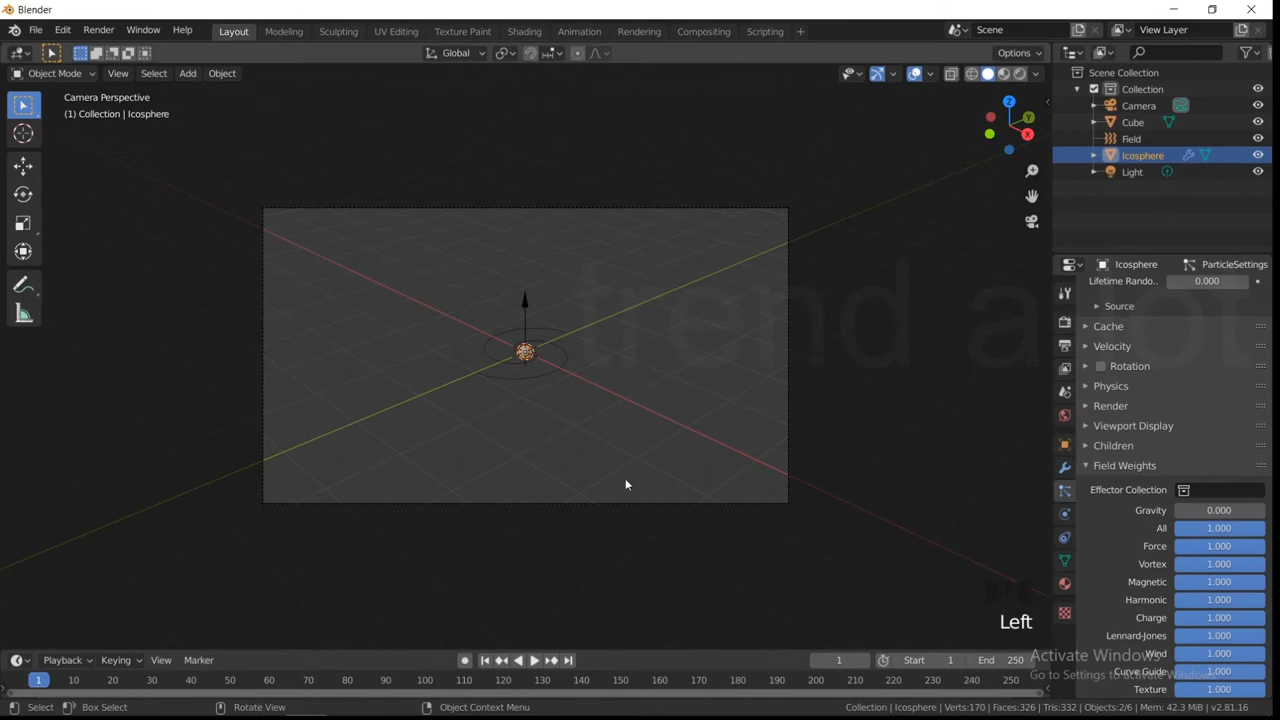 Blender
File Edit Render Window Help
Layout Modeling Sculpting UV Editing Texture Paint Shading Animation Rendering Compositing Scripting +
Scene
View Layer
Global
Options
Object Mode View Select Add Object
Camera Perspective
(1) Collection | Icosphere
Z
Y
X
Scene Collection
Collection
Camera
Cube
Field
Icosphere
Light
Icosphere ParticleSettings
Lifetime Rando.. 0.000
Source
Cache
Velocity
Rotation
Physics
Render
Viewport Display
Children
Field Weights
Effector Collection
Gravity 0.000
All 1.000
Force 1.000
Vortex 1.000
Magnetic 1.000
Harmonic 1.000
Charge 1.000
Lennard-Jones 1.000
Wind 1.000
Curve Guide 1.000
Texture 1.000
trend
Left
Activate Windows
Go to Settings to activate Windows.
Playback Keying View Marker
1 Start 1 End 250
1 10 20 30 40 50 60 70 80 90 100 110 120 130 140 150 160 170 180 190 200 210 220 230 240 250
Select Box Select Rotate View Object Context Menu
Collection | Icosphere | Verts:170 | Faces:326 | Tris:332 | Objects:2/6 | Mem: 42.3 MiB | v2.81.16